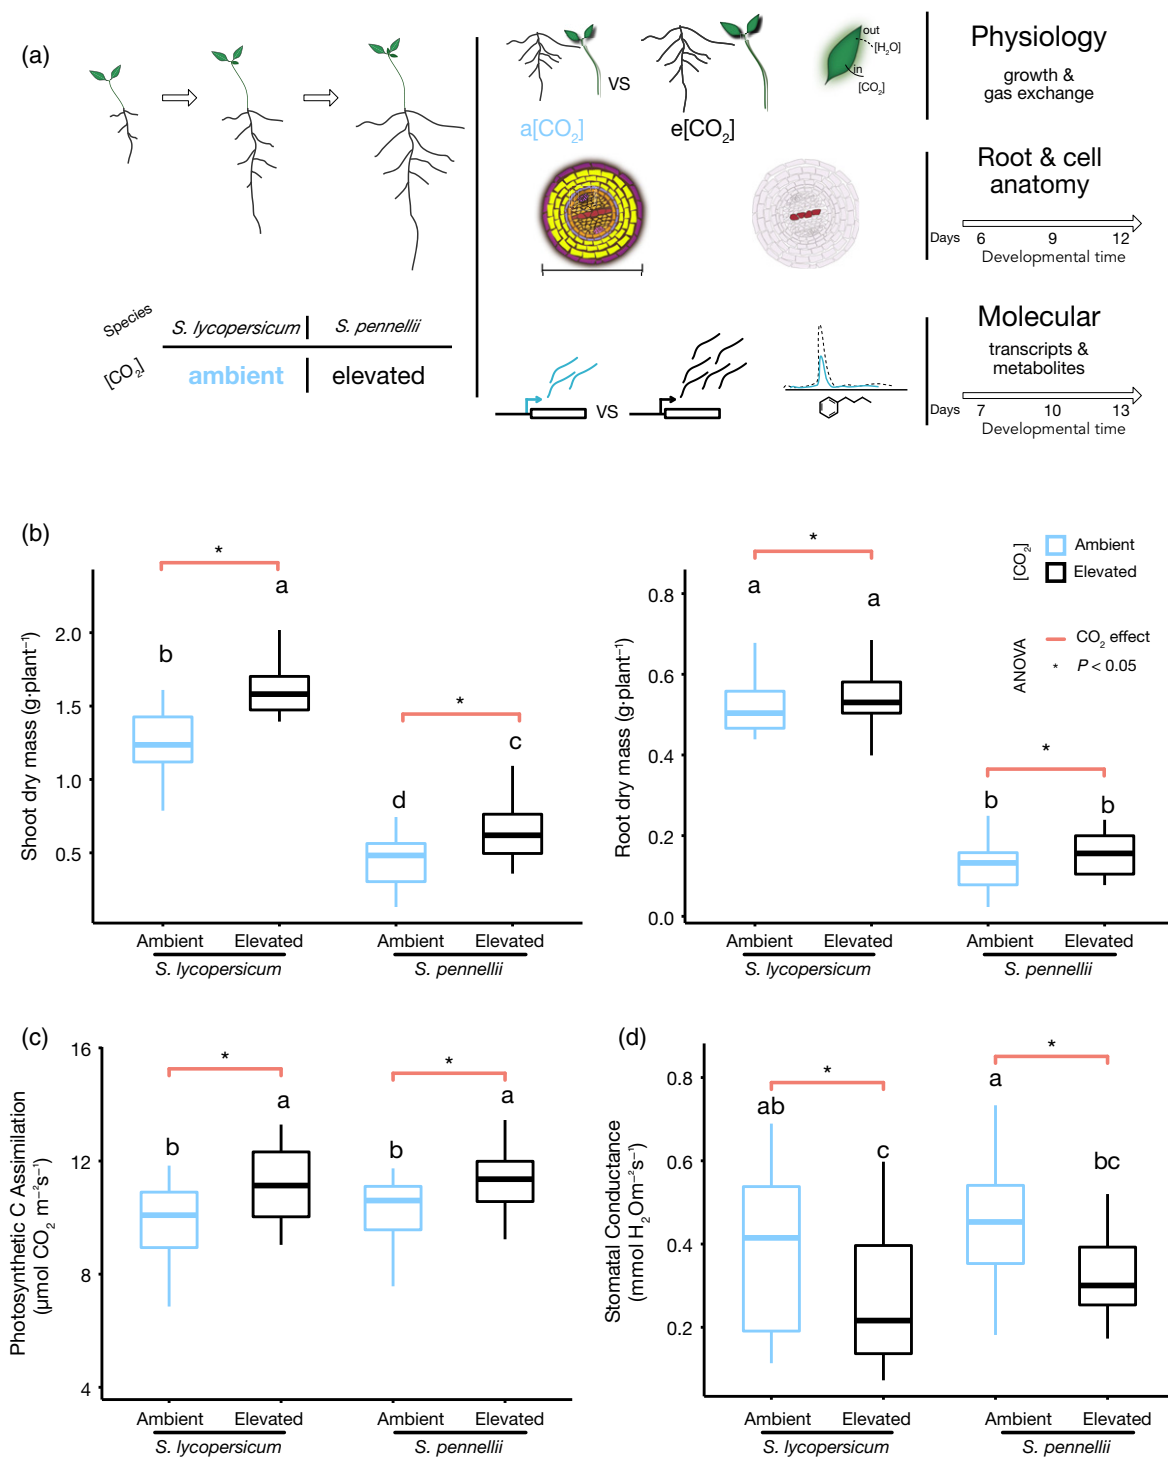 (a)
out
[H2O]
in
[CO2]
VS
a[CO2]
e[CO2]
Physiology
growth &
gas exchange
Root & cell
anatomy
Days
6 9 12
Developmental time
Species
S. lycopersicum
S. pennellii
[CO2]
ambient
elevated
VS
Molecular
transcripts &
metabolites
Days
7 10 13
Developmental time
(b)
Shoot dry mass (g·plant⁻¹)
2.0
1.5
1.0
0.5
*
b
a
*
d
c
Ambient Elevated Ambient Elevated
S. lycopersicum S. pennellii
Root dry mass (g·plant⁻¹)
0.8
0.6
0.4
0.2
0.0
*
a
a
*
b
b
Ambient Elevated Ambient Elevated
S. lycopersicum S. pennellii
[CO2]
Ambient
Elevated
ANOVA
CO2 effect
* P < 0.05
(c)
Photosynthetic C Assimilation
(µmol CO2 m⁻²s⁻¹)
16
12
8
4
*
b
a
*
b
a
Ambient Elevated Ambient Elevated
S. lycopersicum S. pennellii
(d)
Stomatal Conductance
(mmol H2Om⁻²s⁻¹)
0.8
0.6
0.4
0.2
*
ab
c
*
a
bc
Ambient Elevated Ambient Elevated
S. lycopersicum S. pennellii